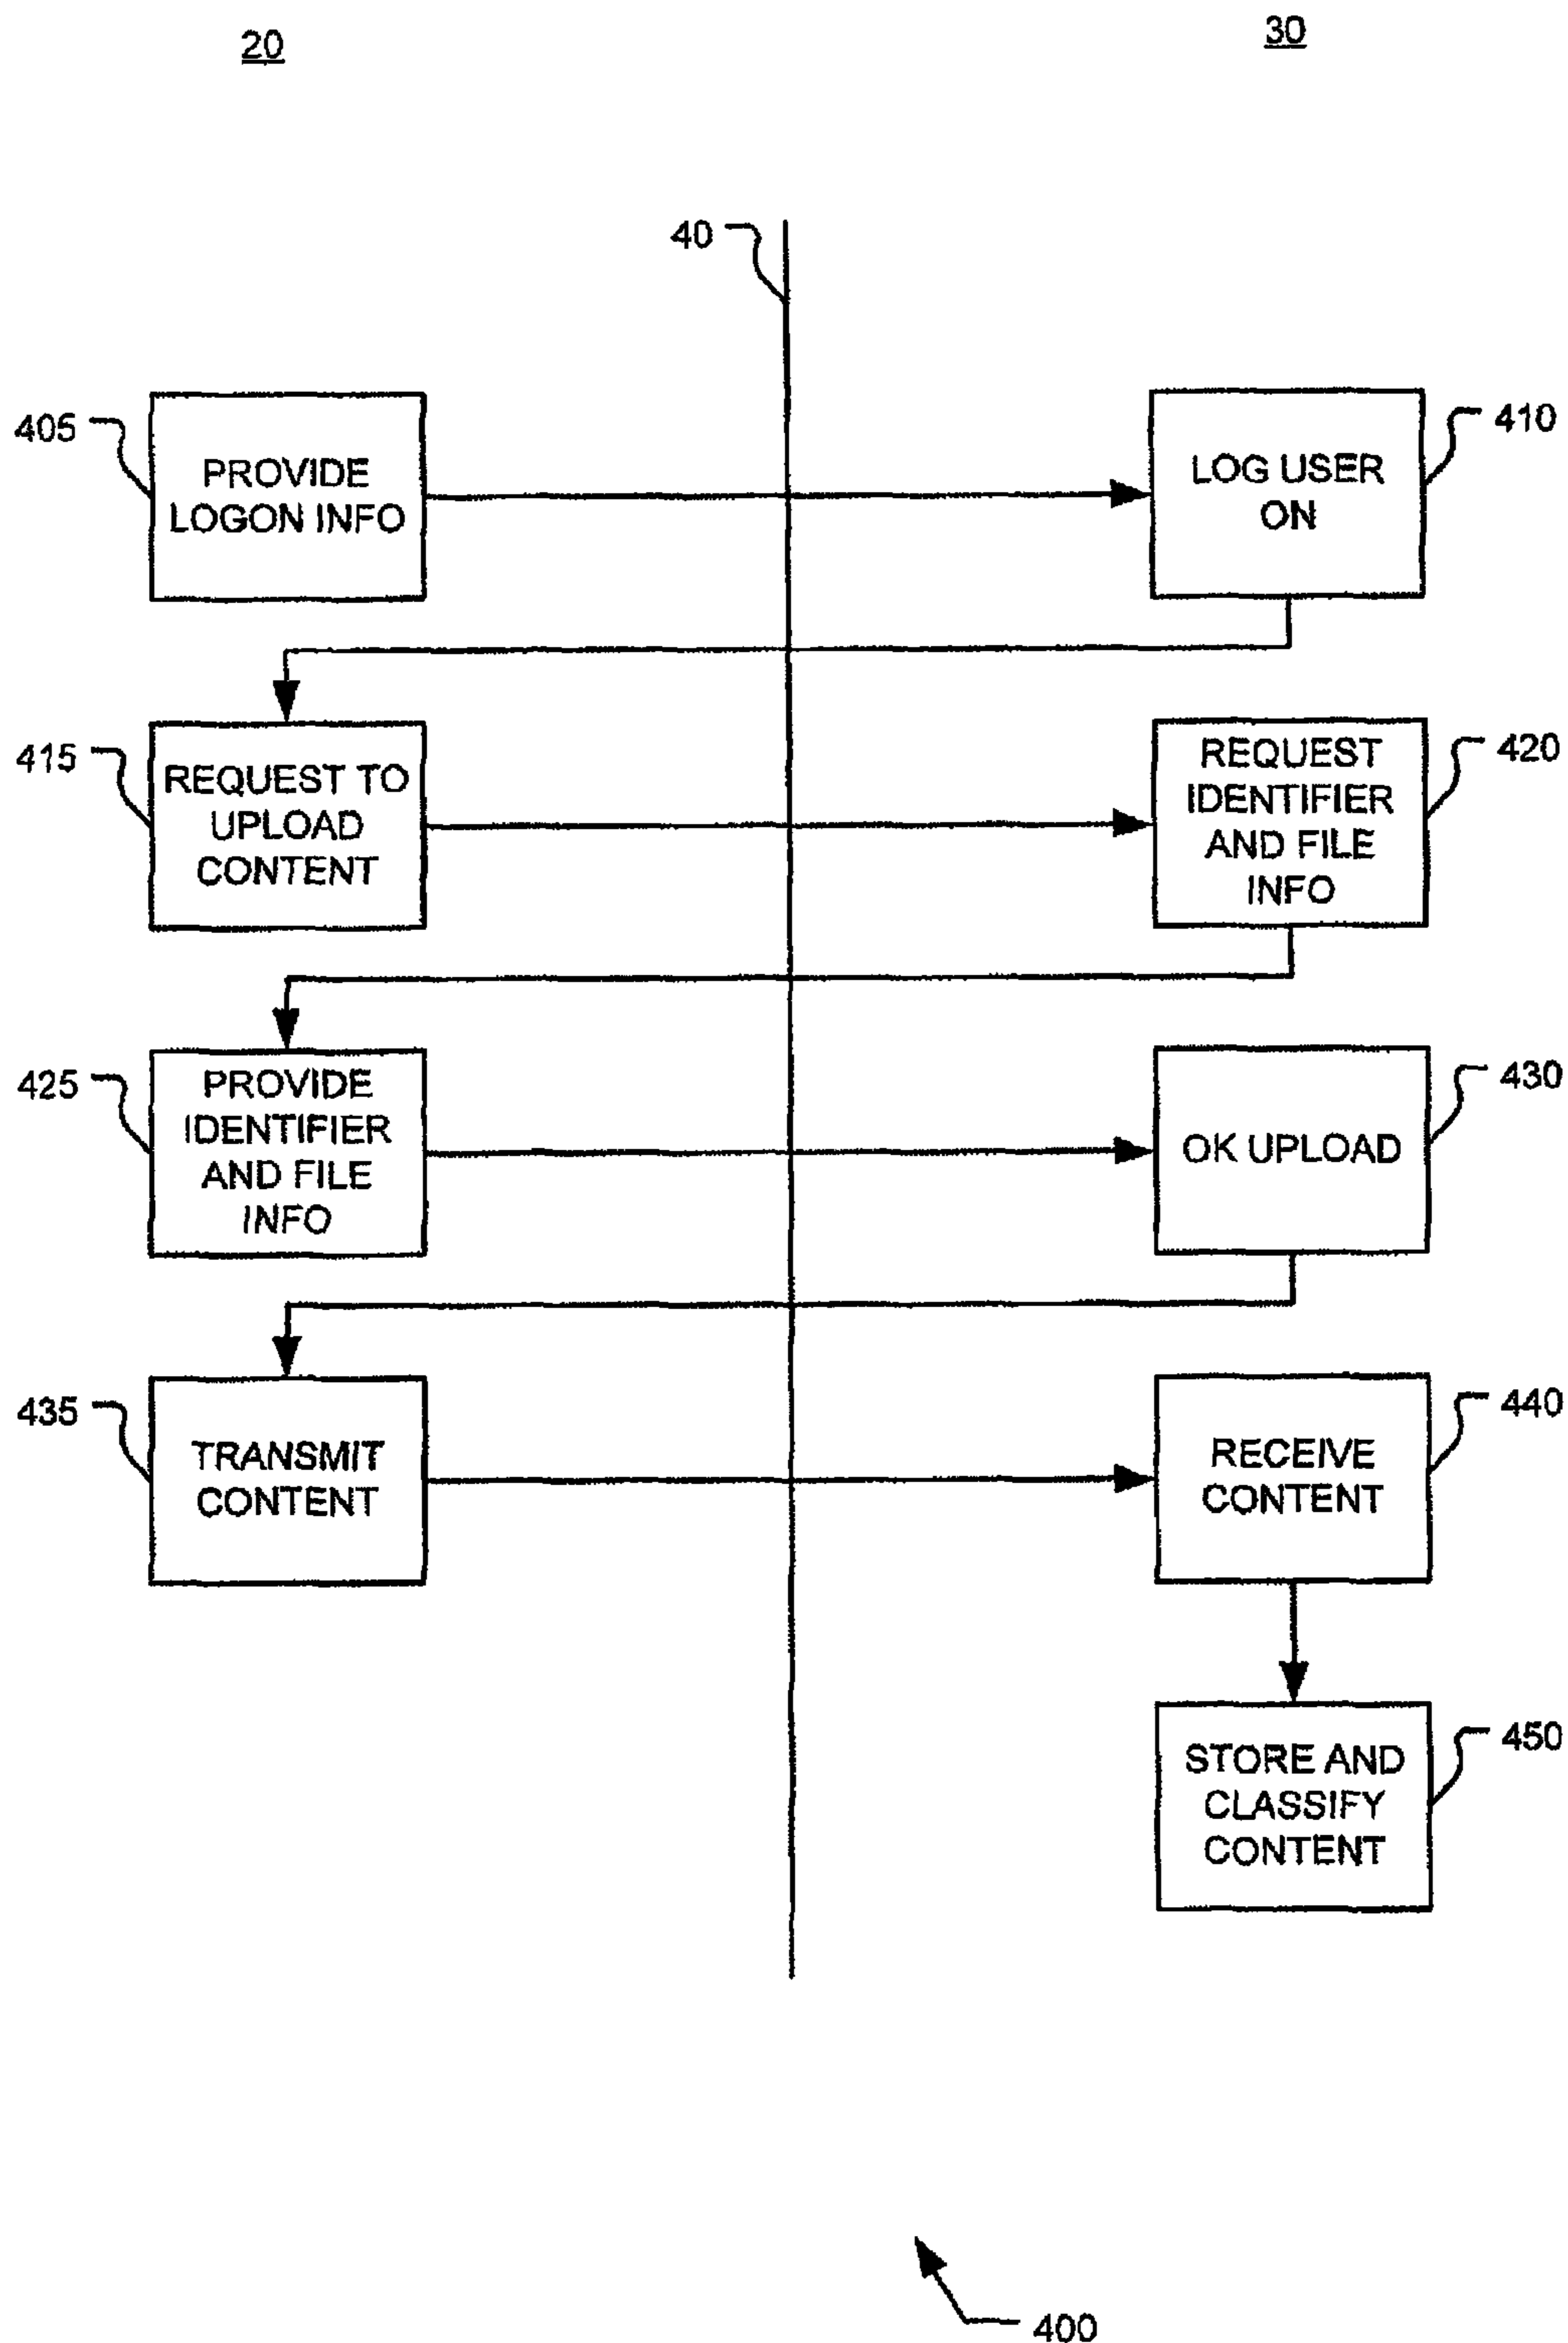 20
30
40
405
PROVIDE
LOGON INFO
LOG USER
ON
410
415
REQUEST TO
UPLOAD
CONTENT
REQUEST
IDENTIFIER
AND FILE
INFO
420
425
PROVIDE
IDENTIFIER
AND FILE
INFO
OK UPLOAD
430
435
TRANSMIT
CONTENT
RECEIVE
CONTENT
440
STORE AND
CLASSIFY
CONTENT
450
400